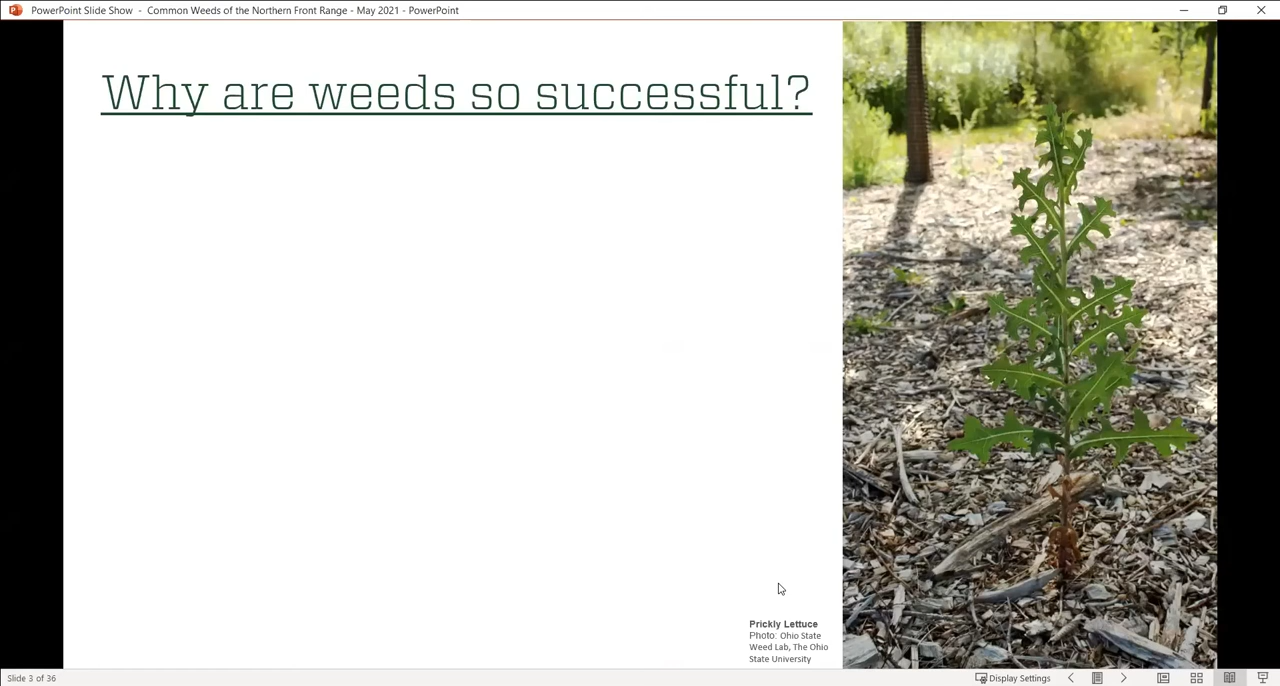 PowerPoint Slide Show - Common Weeds of the Northern Front Range - May 2021 - PowerPoint
Why are weeds so successful?
Prickly Lettuce
Photo: Ohio State
Weed Lab, The Ohio
State University
Slide 3 of 36
Display Settings